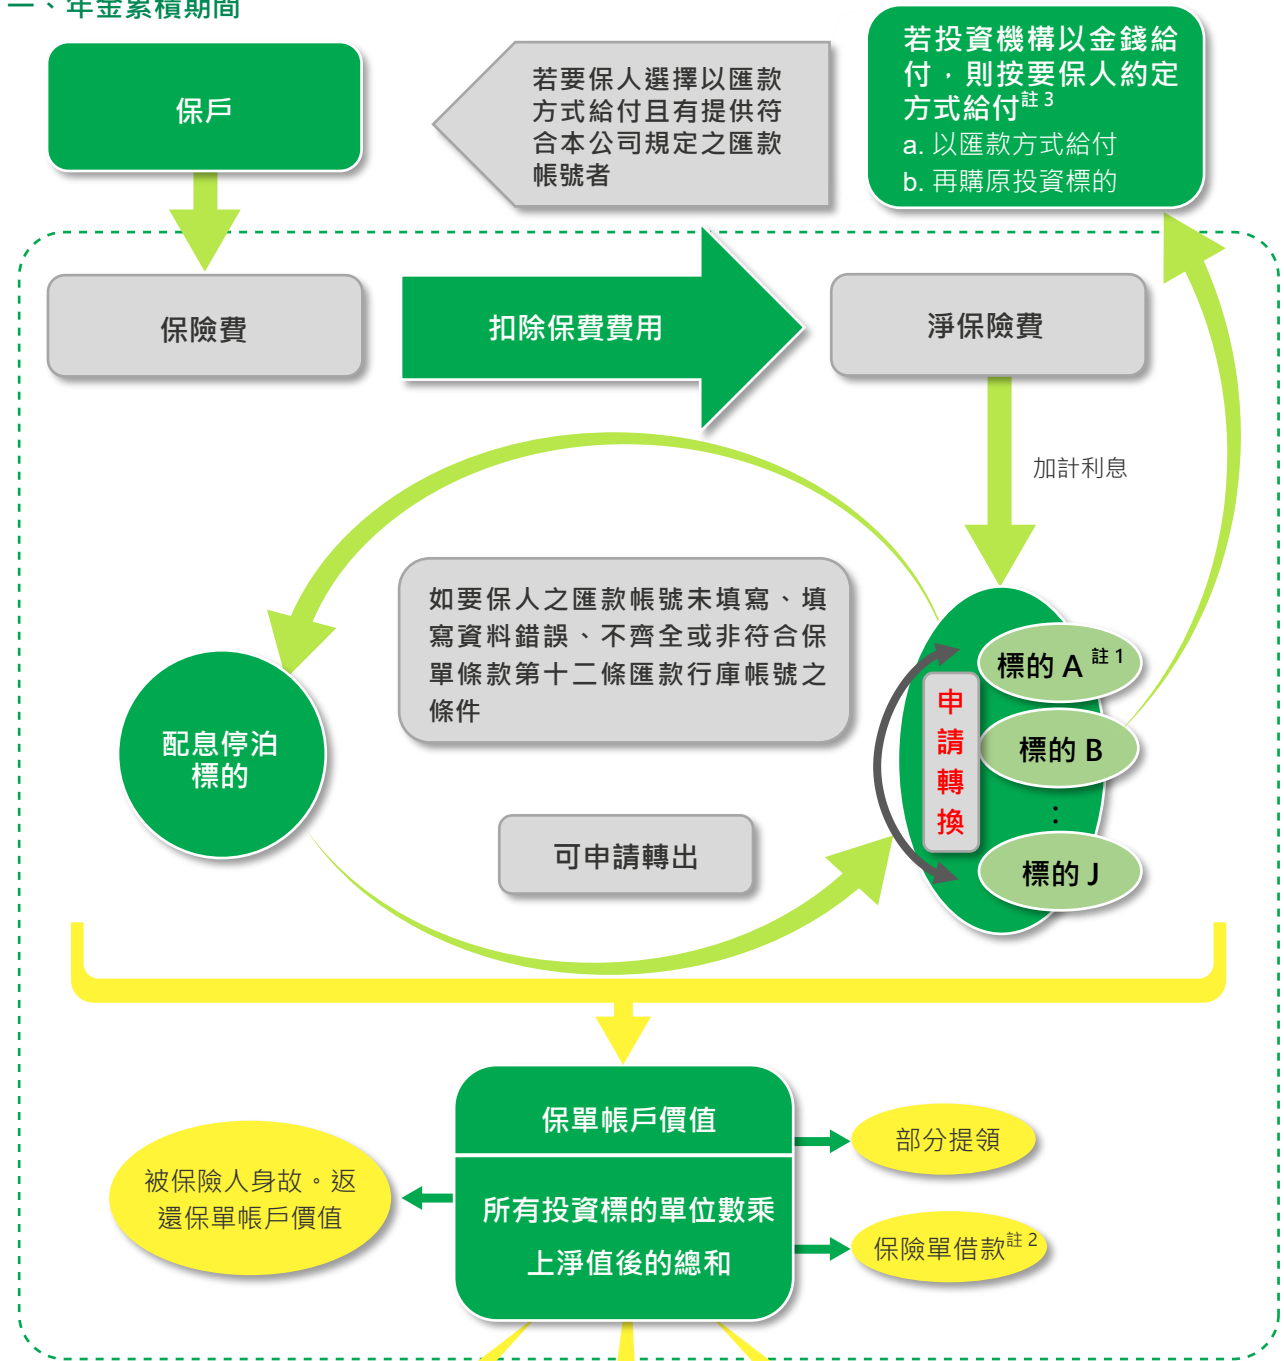 一、年金累積期間
保戶
若要保人選擇以匯款
方式給付且有提供符
合本公司規定之匯款
帳號者
若投資機構以金錢給
付，則按要保人約定
方式給付註3
a. 以匯款方式給付
b. 再購原投資標的
保險費
扣除保費費用
淨保險費
加計利息
如要保人之匯款帳號未填寫、填
寫資料錯誤、不齊全或非符合保
單條款第十二條匯款行庫帳號之
條件
配息停泊
標的
可申請轉出
申
請
轉
換
標的 A 註1
標的 B
：
標的 J
保單帳戶價值
所有投資標的單位數乘
上淨值後的總和
被保險人身故。返
還保單帳戶價值
部分提領
保險單借款註2